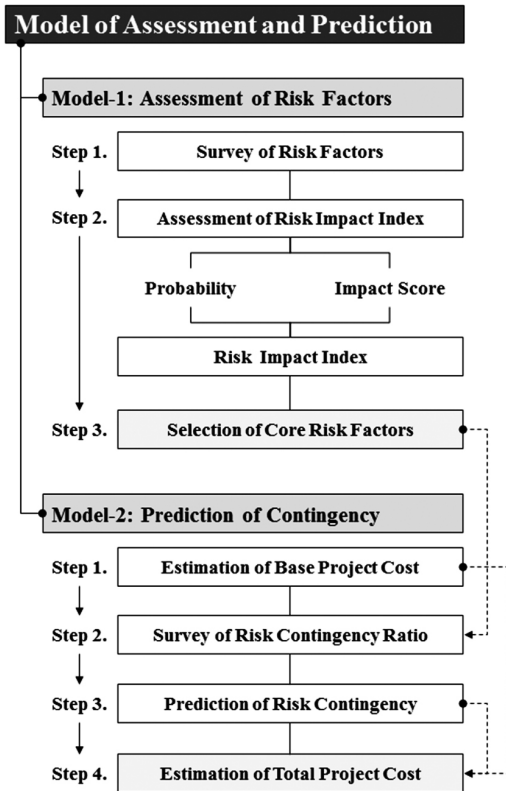 Model of Assessment and Prediction
Model-1: Assessment of Risk Factors
Step 1. Survey of Risk Factors
Step 2. Assessment of Risk Impact Index
Probability Impact Score
Risk Impact Index
Step 3. Selection of Core Risk Factors
Model-2: Prediction of Contingency
Step 1. Estimation of Base Project Cost
Step 2. Survey of Risk Contingency Ratio
Step 3. Prediction of Risk Contingency
Step 4. Estimation of Total Project Cost